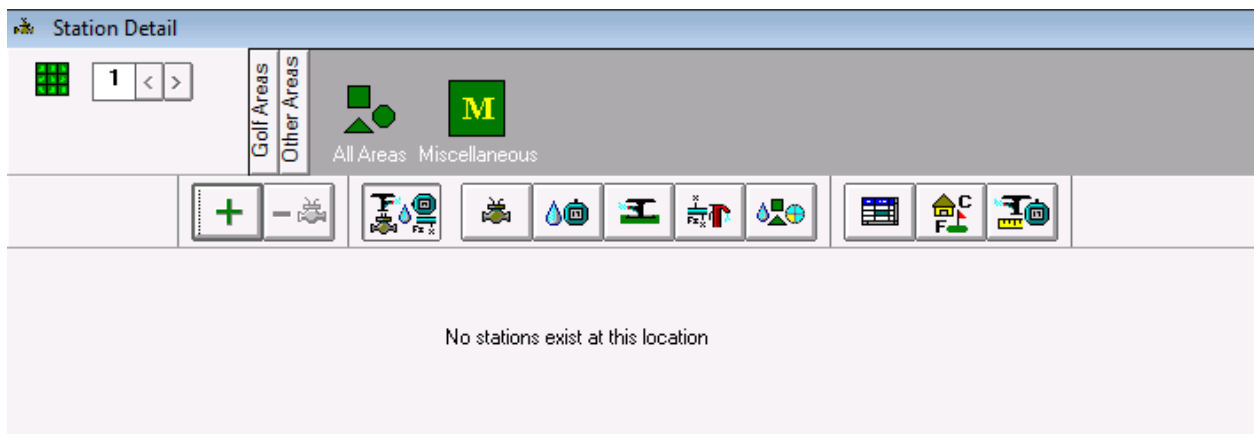 Station Detail
1 < >
Golf Areas
Other Areas
M
All Areas Miscellaneous
C
F
No stations exist at this location